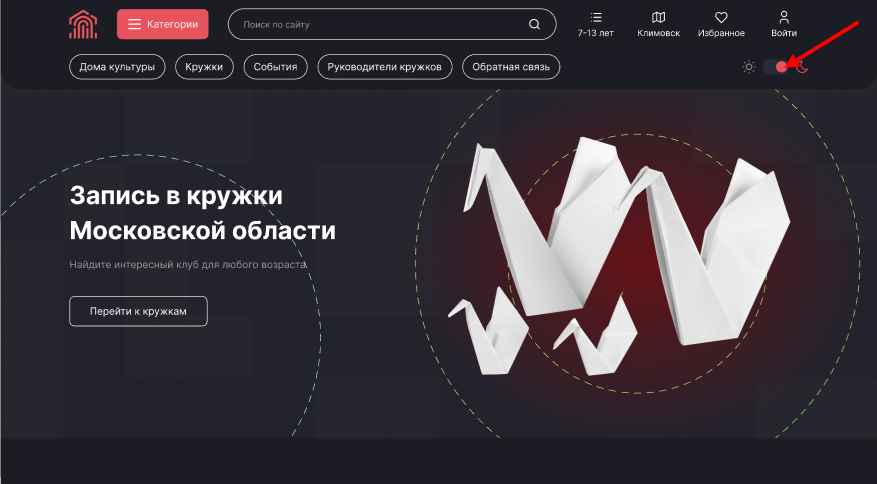 Категории
Поиск по сайту
7-13 лет
Климовск
Избранное
Войти
Дома культуры
Кружки
События
Руководители кружков
Обратная связь
Запись в кружки
Московской области
Найдите интересный клуб для любого возраста.
Перейти к кружкам